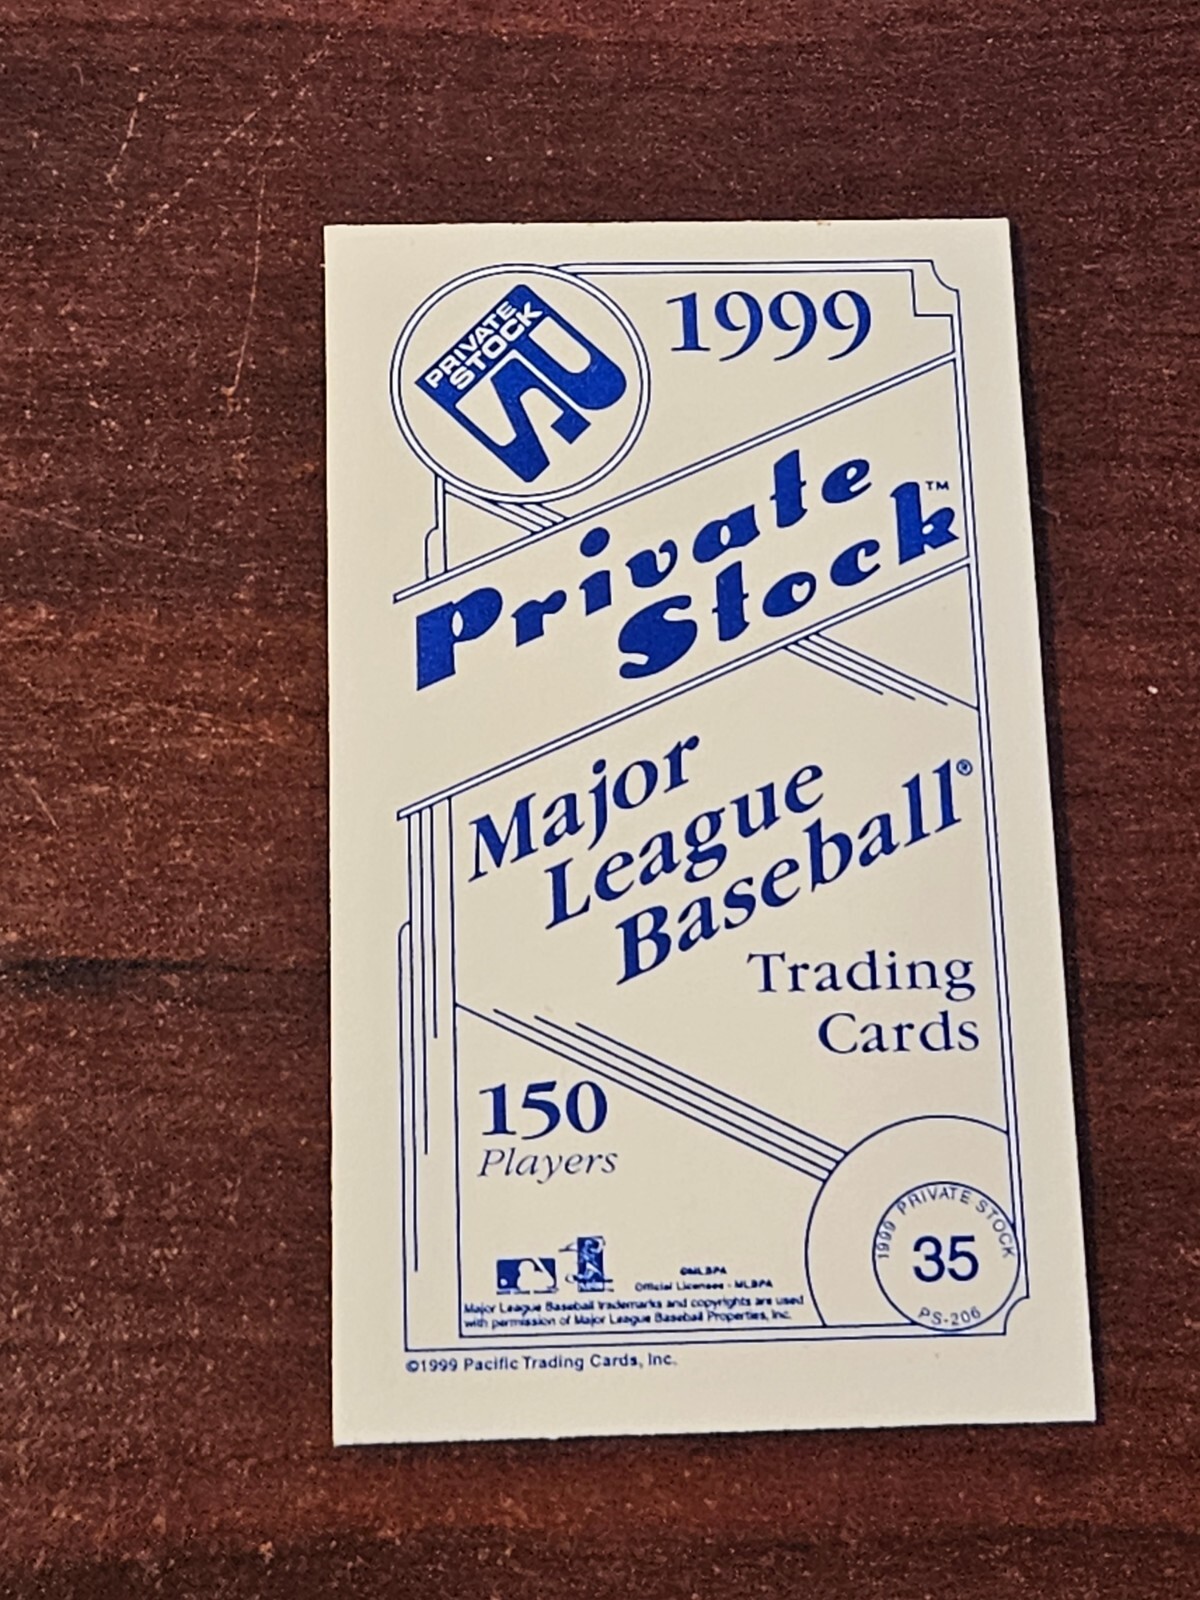 PRIVATE
STOCK
1999
Private
Stock™
Major
League
Baseball®
Trading
Cards
150
Players
1999 PRIVATE STOCK
35
PS-206
©MLBPA
Official Licensee - MLBPA
Major League Baseball trademarks and copyrights are used
with permission of Major League Baseball Properties, Inc.
©1999 Pacific Trading Cards, Inc.